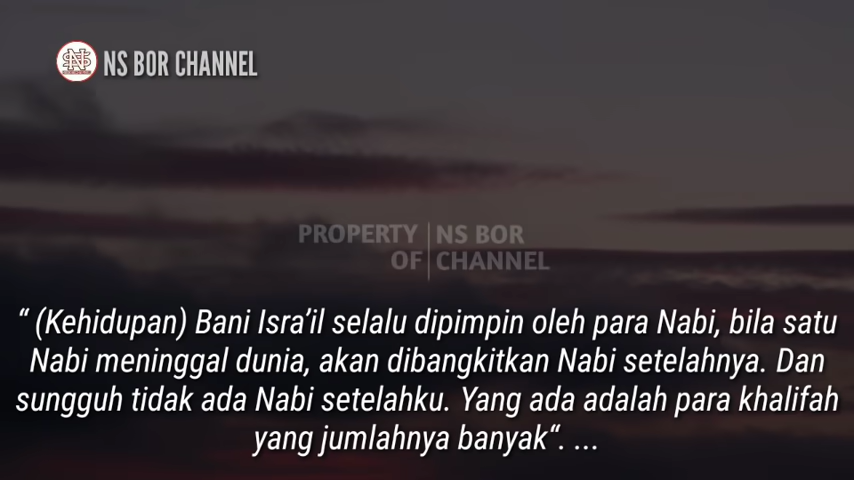 NS BOR CHANNEL
PROPERTY OF | NS BOR CHANNEL
“ (Kehidupan) Bani Isra’il selalu dipimpin oleh para Nabi, bila satu
Nabi meninggal dunia, akan dibangkitkan Nabi setelahnya. Dan
sungguh tidak ada Nabi setelahku. Yang ada adalah para khalifah
yang jumlahnya banyak“. ...